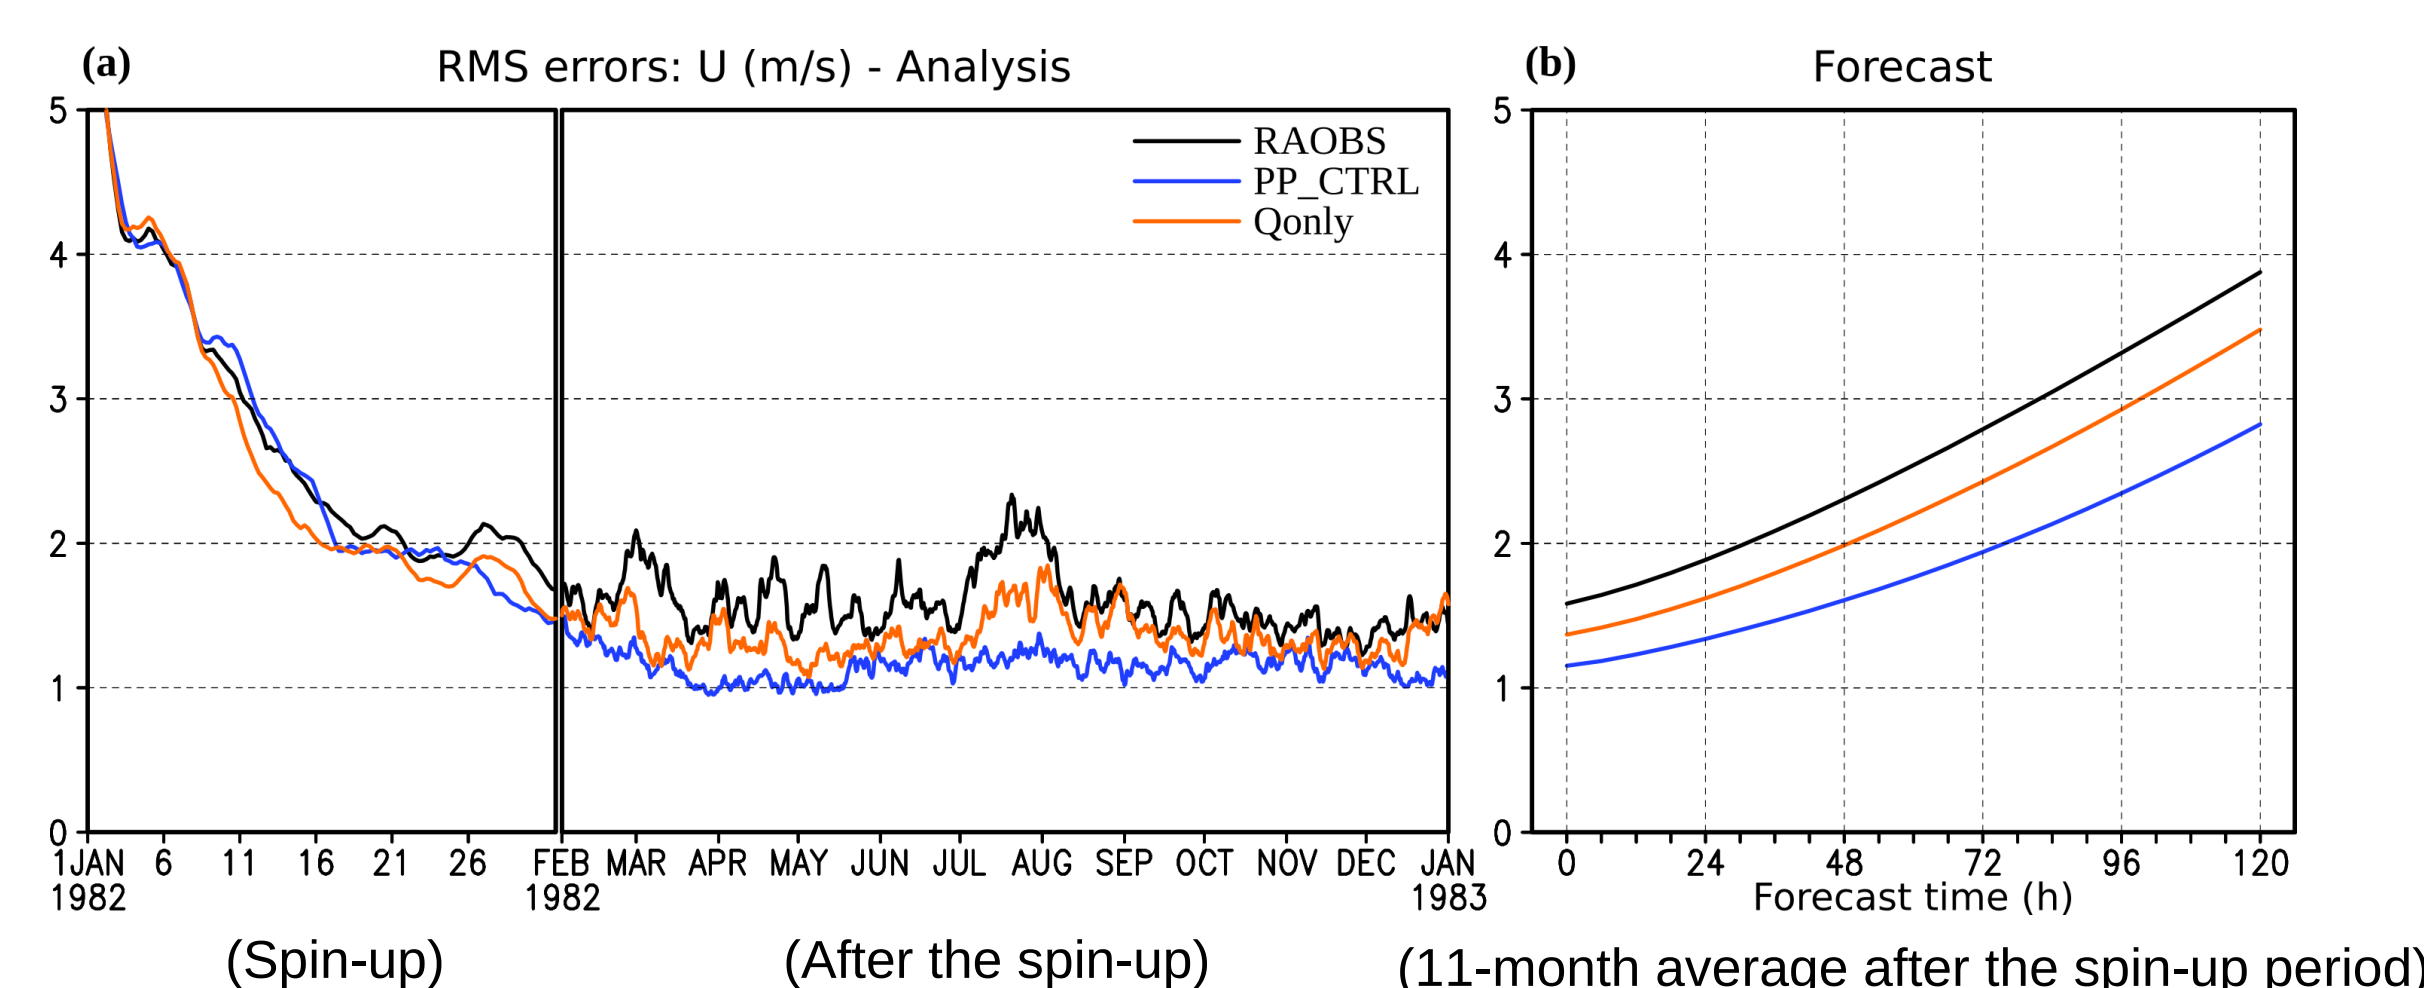 (a) RMS errors: U (m/s) - Analysis
5
4
3
2
1
0
RAOBS
PP_CTRL
Qonly
1JAN 6 11 16 21 26 FEB MAR APR MAY JUN JUL AUG SEP OCT NOV DEC JAN
1982 1982 1983
(Spin-up) (After the spin-up)
(b) Forecast
5
4
3
2
1
0
0 24 48 72 96 120
Forecast time (h)
(11-month average after the spin-up period)